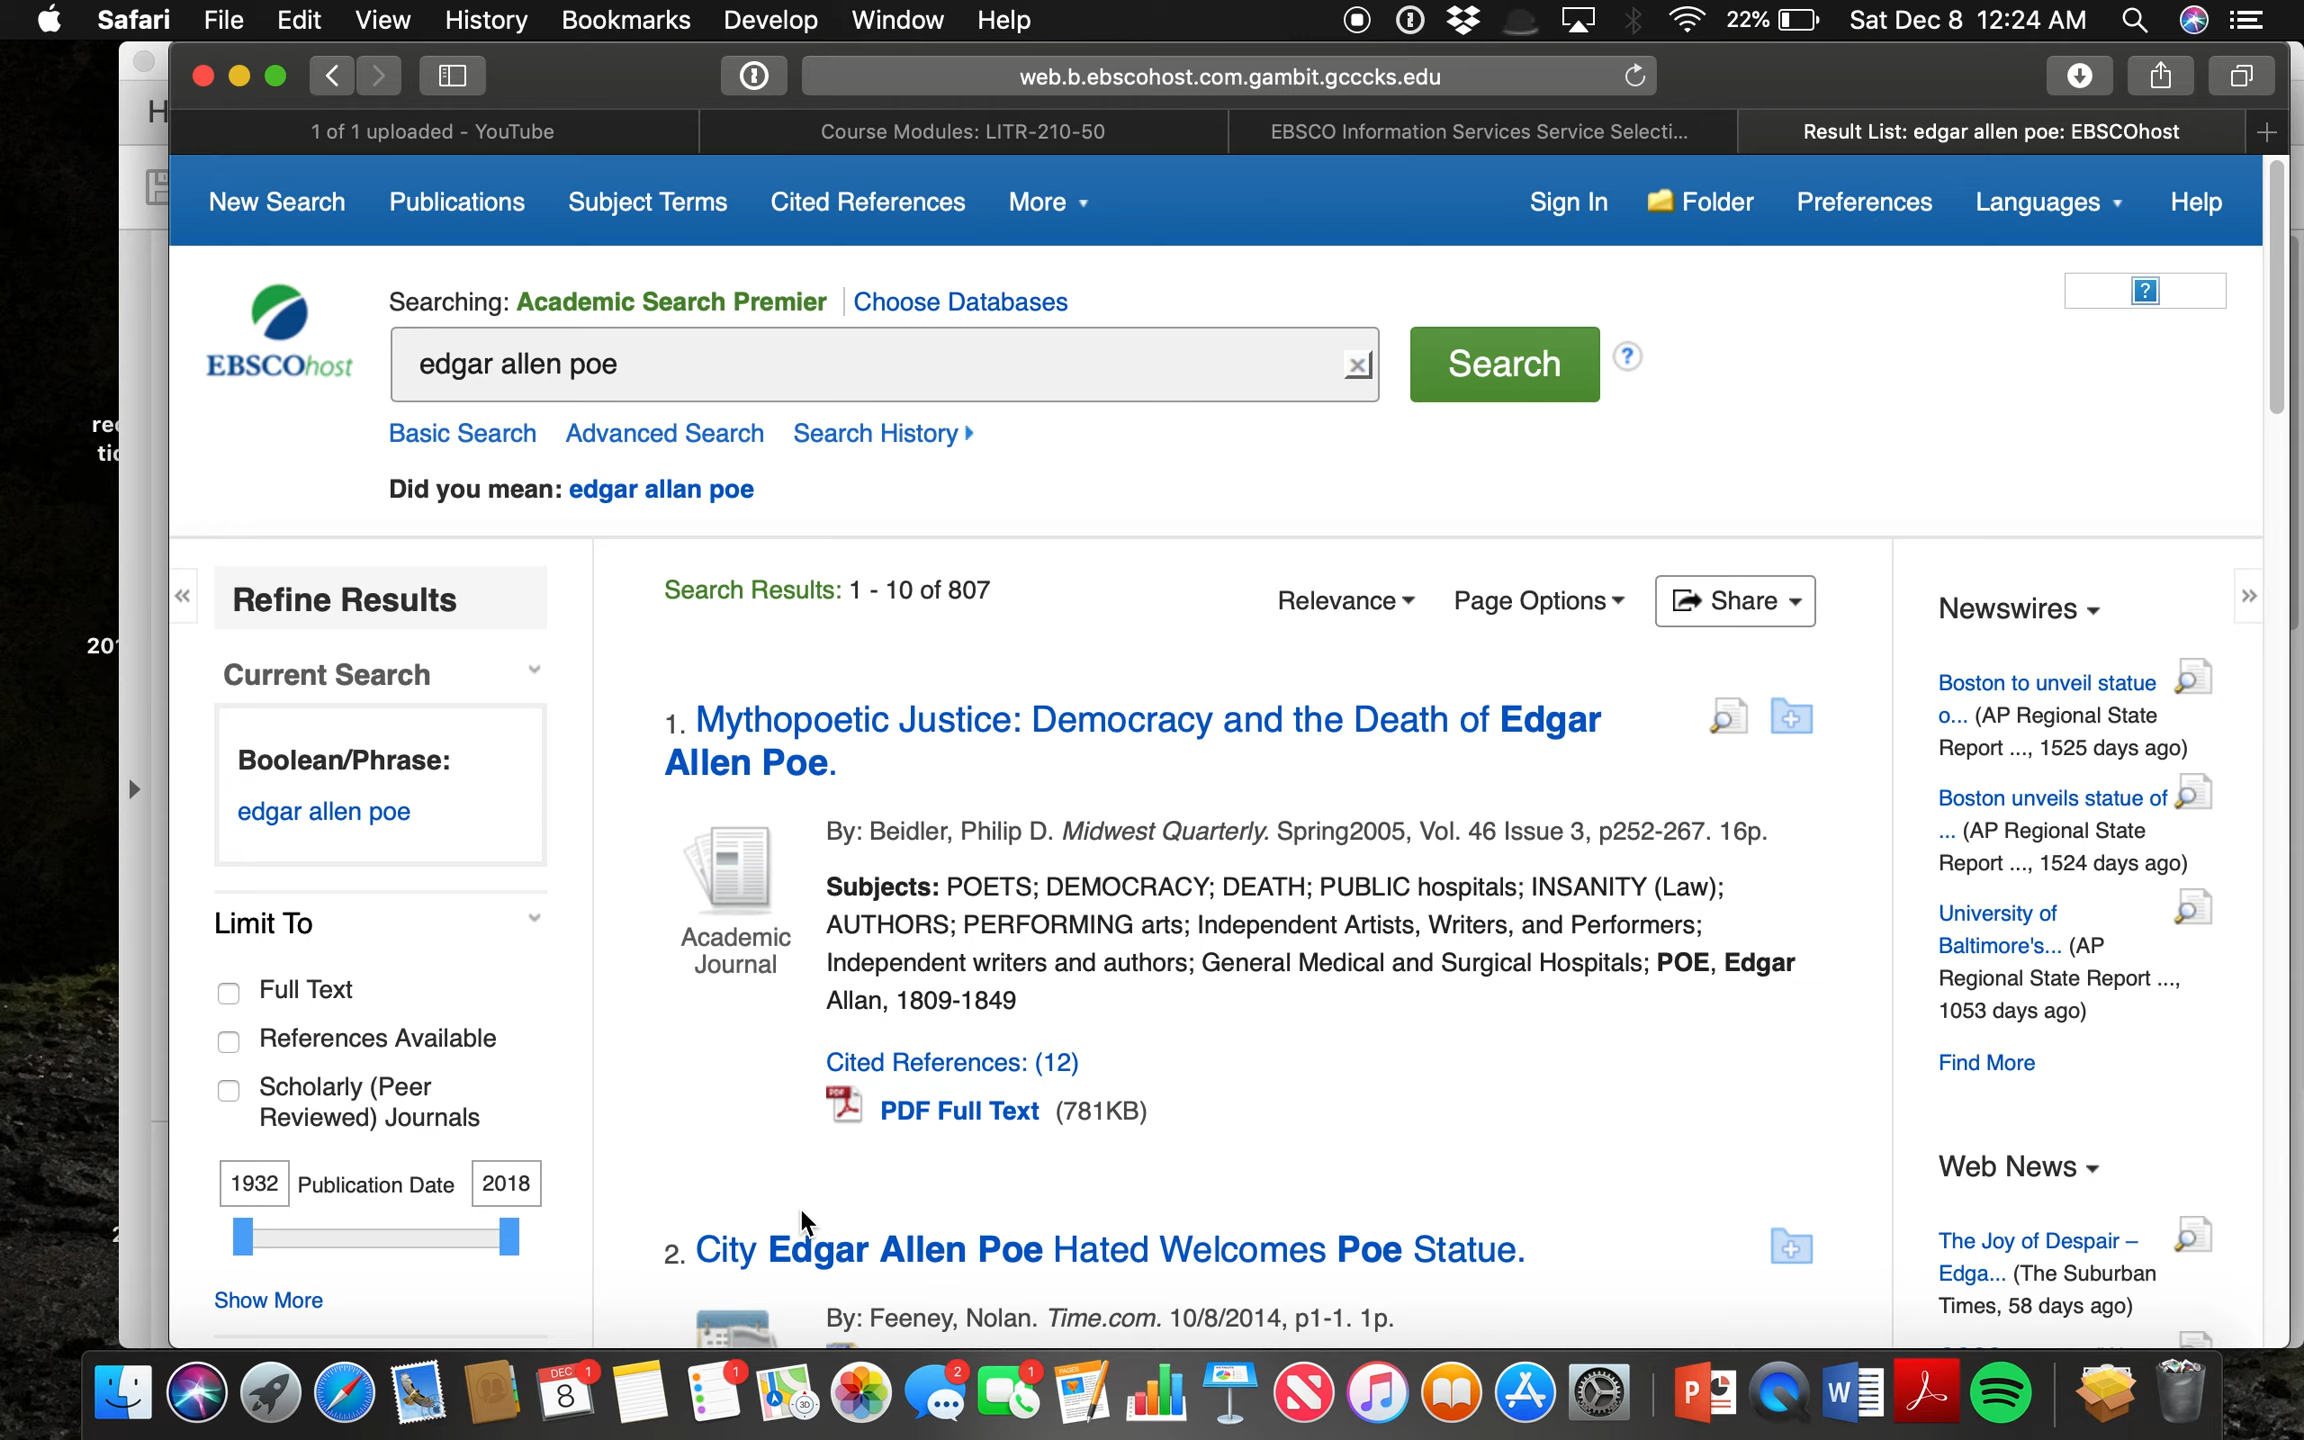 Safari File Edit View History Bookmarks Develop Window Help 22% Sat Dec 8 12:24 AM
web.b.ebscohost.com.gambit.gcccks.edu
1 of 1 uploaded - YouTube
Course Modules: LITR-210-50
EBSCO Information Services Service Selecti...
Result List: edgar allen poe: EBSCOhost
New Search Publications Subject Terms Cited References More
Sign In Folder Preferences Languages Help
EBSCOhost
Searching: Academic Search Premier Choose Databases
edgar allen poe
Search
Basic Search Advanced Search Search History
Did you mean: edgar allan poe
Refine Results
Current Search
Boolean/Phrase:
edgar allen poe
Limit To
Full Text
References Available
Scholarly (Peer
Reviewed) Journals
1932 Publication Date 2018
Show More
Search Results: 1 - 10 of 807
Relevance Page Options Share
1. Mythopoetic Justice: Democracy and the Death of Edgar
Allen Poe.
Academic
Journal
By: Beidler, Philip D. Midwest Quarterly. Spring2005, Vol. 46 Issue 3, p252-267. 16p.
Subjects: POETS; DEMOCRACY; DEATH; PUBLIC hospitals; INSANITY (Law);
AUTHORS; PERFORMING arts; Independent Artists, Writers, and Performers;
Independent writers and authors; General Medical and Surgical Hospitals; POE, Edgar
Allan, 1809-1849
Cited References: (12)
PDF Full Text (781KB)
2. City Edgar Allen Poe Hated Welcomes Poe Statue.
By: Feeney, Nolan. Time.com. 10/8/2014, p1-1. 1p.
Newswires
Boston to unveil statue
o... (AP Regional State
Report ..., 1525 days ago)
Boston unveils statue of
... (AP Regional State
Report ..., 1524 days ago)
University of
Baltimore's... (AP
Regional State Report ...,
1053 days ago)
Find More
Web News
The Joy of Despair –
Edga... (The Suburban
Times, 58 days ago)
DEC
8
1
1
3D
2
1
PAGES
P
W